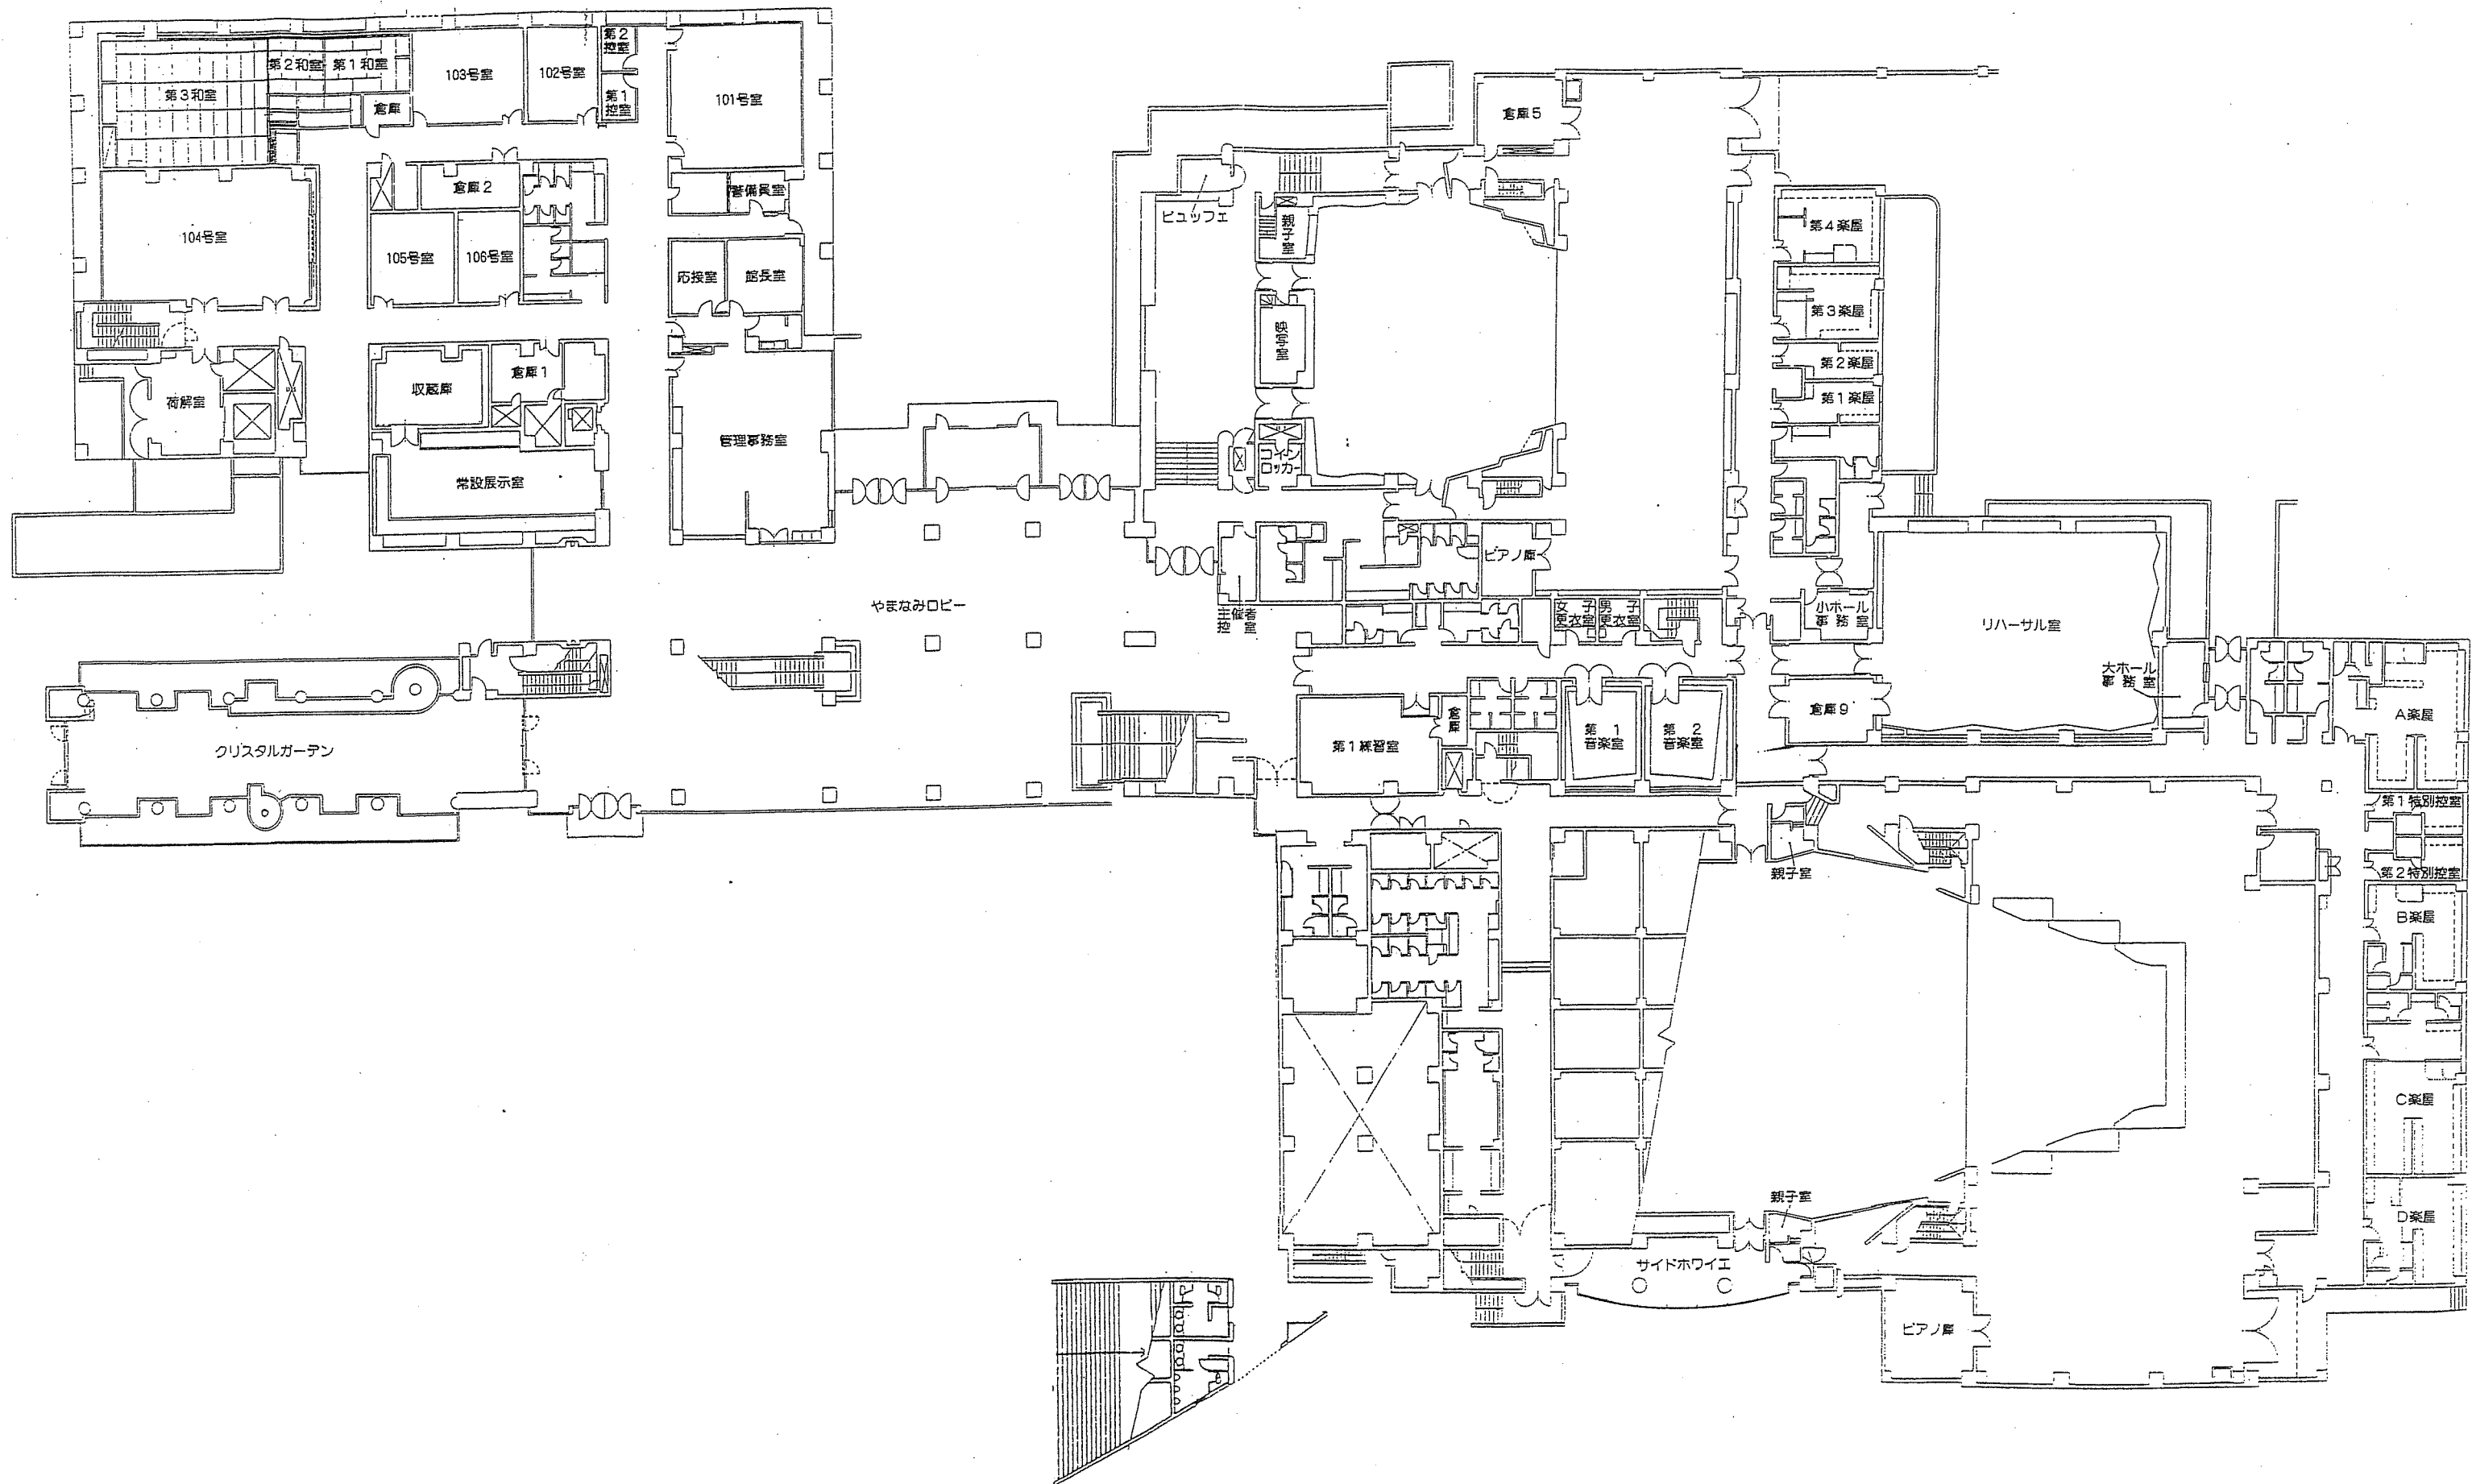 第2
控室
第2和室
第1和室
103号室
102号室
第3和室
倉庫
第1
控室
101号室
倉庫5
倉庫2
警備員室
ビュッフェ
親
子
室
第4楽屋
104号室
105号室
106号室
応接室
館長室
第3楽屋
映
写
室
第2楽屋
倉庫1
収蔵庫
荷解室
第1楽屋
管理事務室
コイン
ロッカー
常設展示室
ピアノ庫
やまなみロビー
主催者
控室
女子
更衣室
男子
更衣室
小ホール
事務室
リハーサル室
大ホール
事務室
倉
庫
倉庫9
A楽屋
クリスタルガーデン
第1練習室
第1
音楽室
第2
音楽室
第1特別控室
親子室
第2特別控室
B楽屋
C楽屋
親子室
D楽屋
サイドホワイエ
ピアノ庫